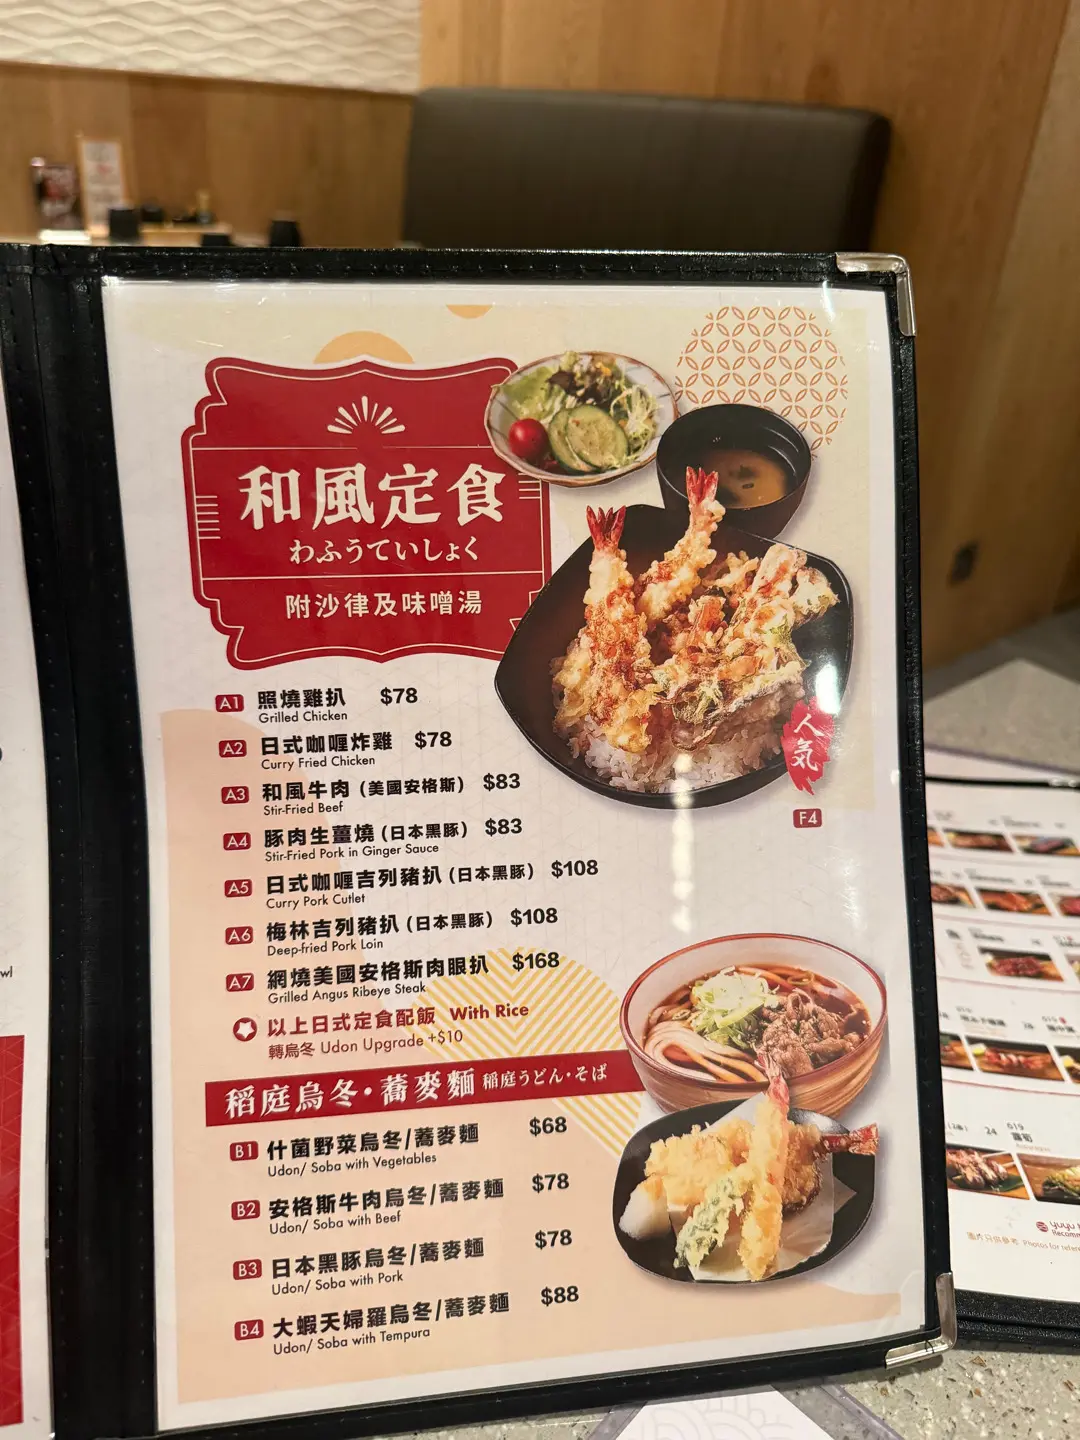 和風定食
わふうていしょく
附沙律及味噌湯
A1 照燒雞扒 $78
Grilled Chicken
A2 日式咖喱炸雞 $78
Curry Fried Chicken
A3 和風牛肉 (美國安格斯) $83
Stir-Fried Beef
A4 豚肉生薑燒 (日本黑豚) $83
Stir-Fried Pork in Ginger Sauce
A5 日式咖喱吉列豬扒 (日本黑豚) $108
Curry Pork Cutlet
A6 梅林吉列豬扒 (日本黑豚) $108
Deep-fried Pork Loin
A7 網燒美國安格斯肉眼扒 $168
Grilled Angus Ribeye Steak
以上日式定食配飯 With Rice
轉烏冬 Udon Upgrade +$10
人気
F4
稻庭烏冬・蕎麥麵 稻庭うどん・そば
B1 什菌野菜烏冬/蕎麥麵 $68
Udon/ Soba with Vegetables
B2 安格斯牛肉烏冬/蕎麥麵 $78
Udon/ Soba with Beef
B3 日本黑豚烏冬/蕎麥麵 $78
Udon/ Soba with Pork
B4 大蝦天婦羅烏冬/蕎麥麵 $88
Udon/ Soba with Tempura
wl
24 019
Photos for refer